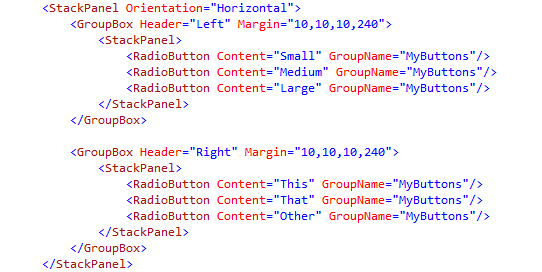 <StackPanel Orientation="Horizontal">
<GroupBox Header="Left" Margin="10,10,10,240">
<StackPanel>
<RadioButton Content="Small" GroupName="MyButtons"/>
<RadioButton Content="Medium" GroupName="MyButtons"/>
<RadioButton Content="Large" GroupName="MyButtons"/>
</StackPanel>
</GroupBox>
<GroupBox Header="Right" Margin="10,10,10,240">
<StackPanel>
<RadioButton Content="This" GroupName="MyButtons"/>
<RadioButton Content="That" GroupName="MyButtons"/>
<RadioButton Content="Other" GroupName="MyButtons"/>
</StackPanel>
</GroupBox>
</StackPanel>